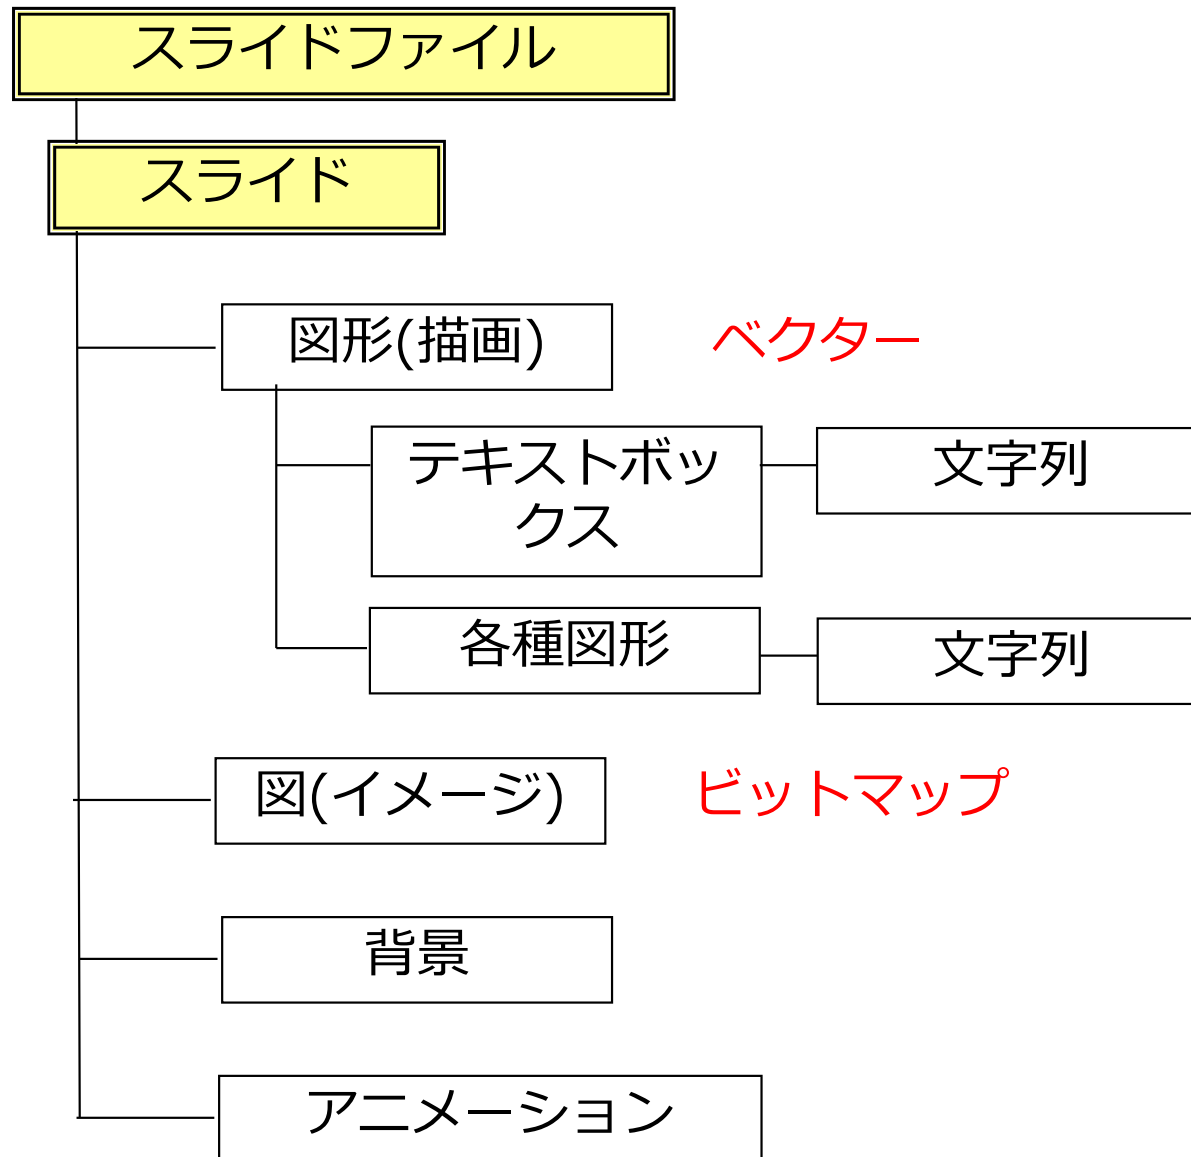 スライドファイル
スライド
図形(描画)
ベクター
テキストボッ
クス
文字列
各種図形
文字列
図(イメージ)
ビットマップ
背景
アニメーション